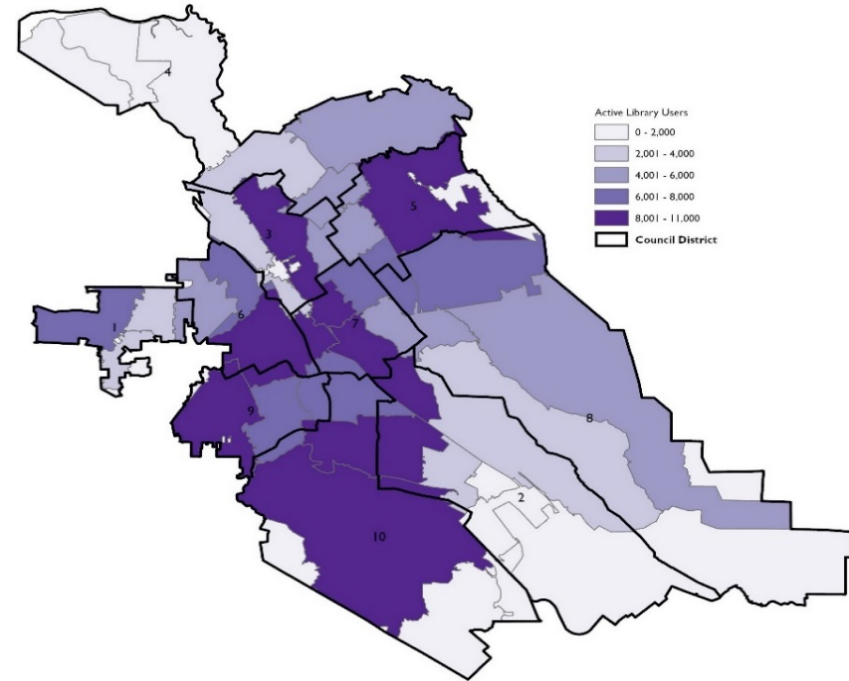 4
Active Library Users
0 - 2,000
2,001 - 4,000
4,001 - 6,000
6,001 - 8,000
8,001 - 11,000
Council District
5
3
6
7
1
9
8
2
10